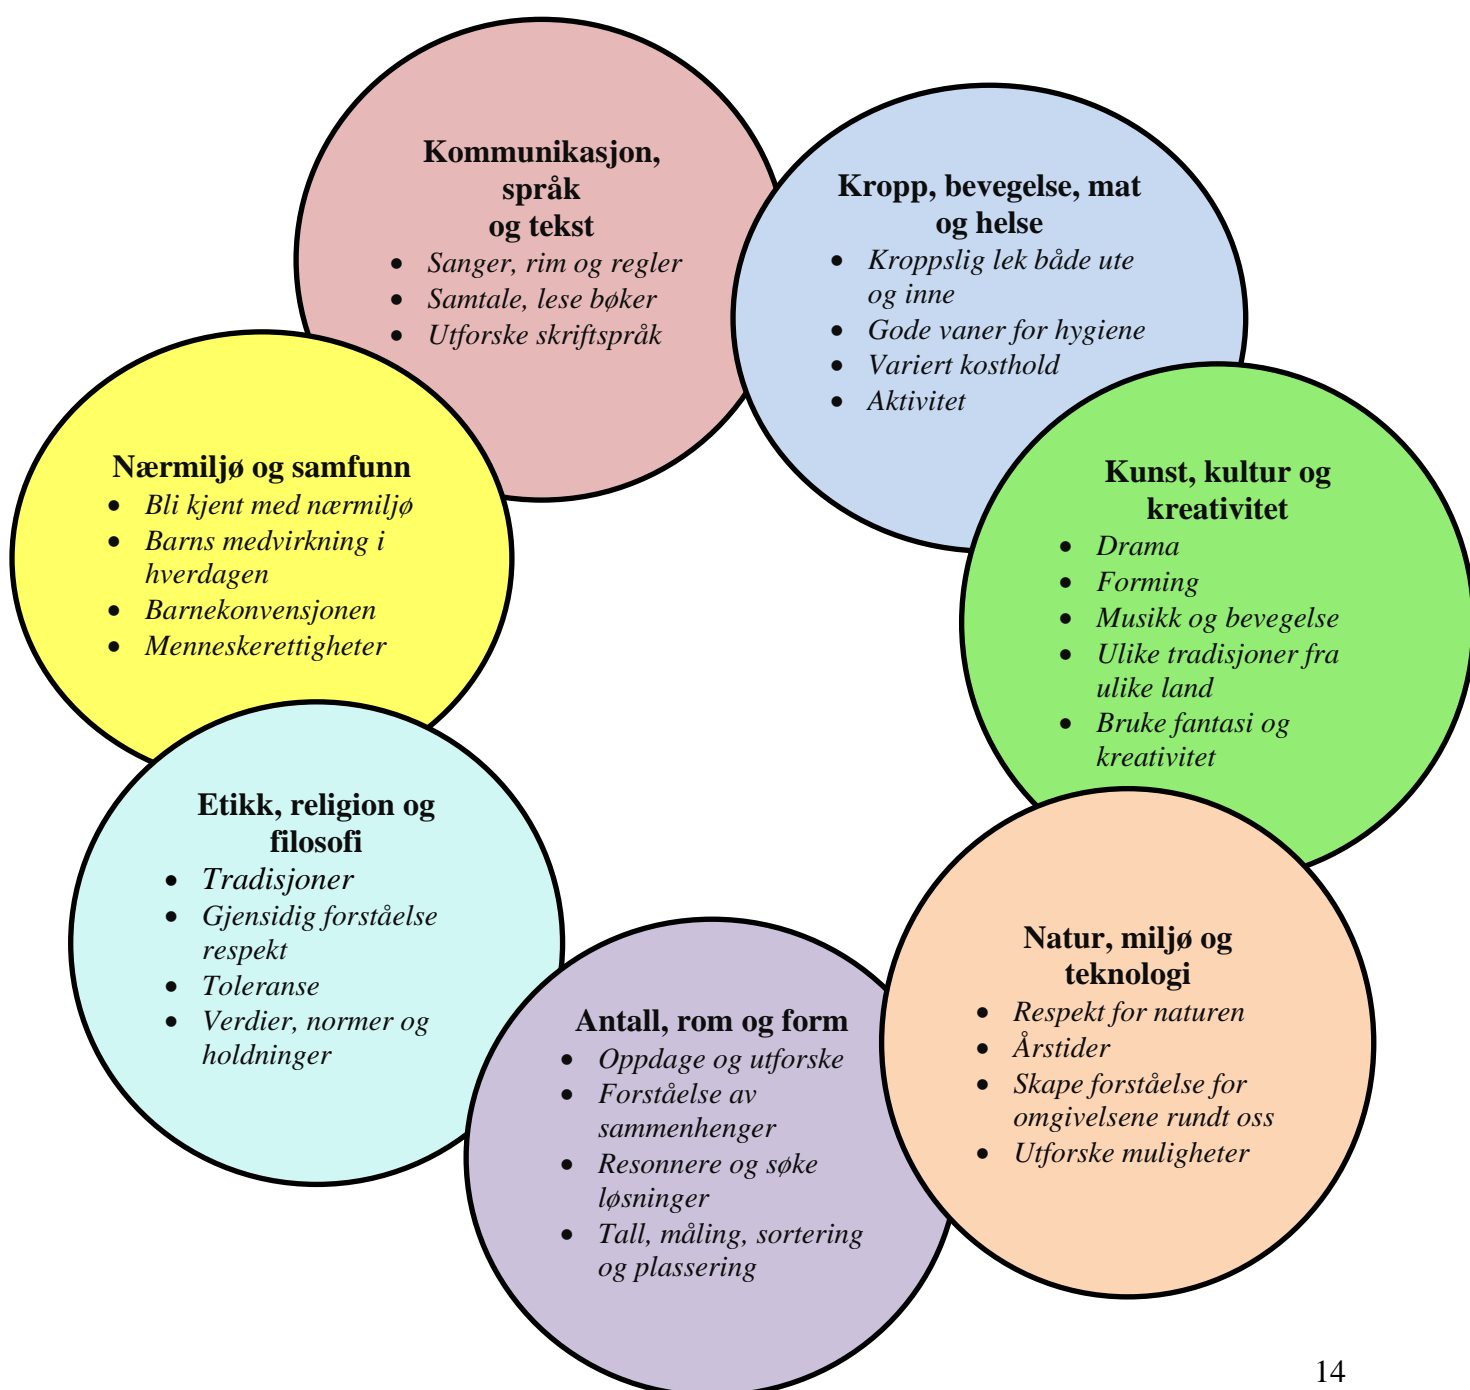 Kommunikasjon,
språk
og tekst
• Sanger, rim og regler
• Samtale, lese bøker
• Utforske skriftspråk
Kropp, bevegelse, mat
og helse
• Kroppslig lek både ute
og inne
• Gode vaner for hygiene
• Variert kosthold
• Aktivitet
Kunst, kultur og
kreativitet
• Drama
• Forming
• Musikk og bevegelse
• Ulike tradisjoner fra
ulike land
• Bruke fantasi og
kreativitet
Nærmiljø og samfunn
• Bli kjent med nærmiljø
• Barns medvirkning i
hverdagen
• Barnekonvensjonen
• Menneskerettigheter
Etikk, religion og
filosofi
• Tradisjoner
• Gjensidig forståelse
respekt
• Toleranse
• Verdier, normer og
holdninger
Antall, rom og form
• Oppdage og utforske
• Forståelse av
sammenhenger
• Resonnere og søke
løsninger
• Tall, måling, sortering
og plassering
Natur, miljø og
teknologi
• Respekt for naturen
• Årstider
• Skape forståelse for
omgivelsene rundt oss
• Utforske muligheter
14